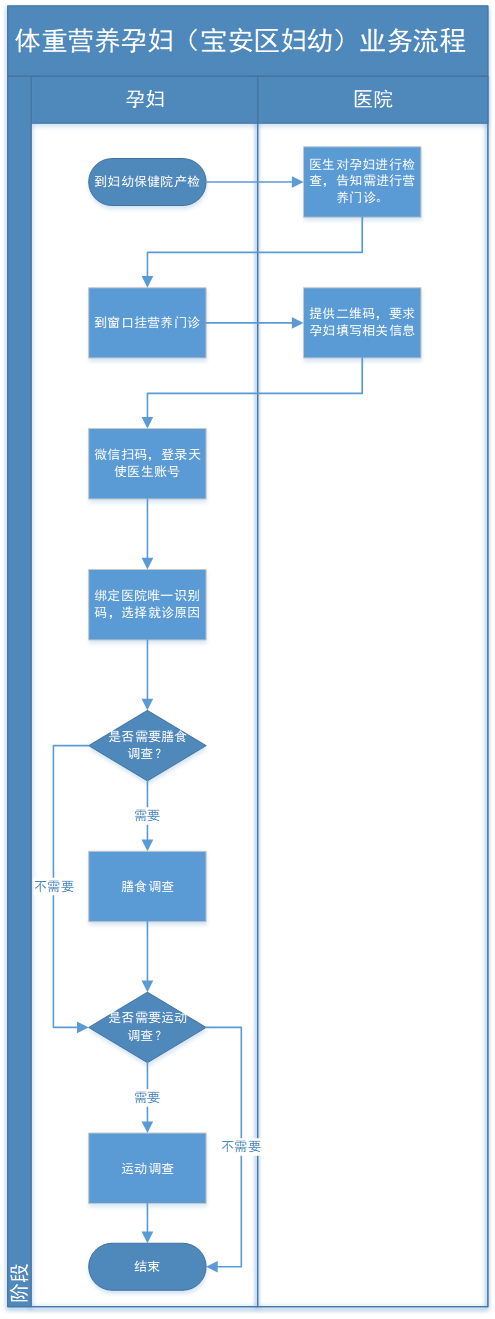 体重营养孕妇（宝安区妇幼）业务流程
孕妇
医院
到妇幼保健院产检
医生对孕妇进行检
查，告知需进行营
养门诊。
到窗口挂营养门诊
提供二维码，要求
孕妇填写相关信息
微信扫码，登录天
使医生账号
绑定医院唯一识别
码，选择就诊原因
是否需要膳食
调查？
需要
不需要
膳食调查
是否需要运动
调查？
需要
不需要
运动调查
结束
阶段